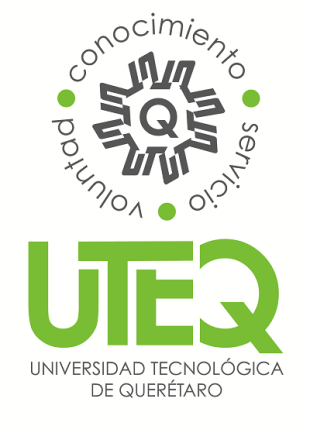 conocimiento
servicio
voluntad
Q
UTEQ
UNIVERSIDAD TECNOLÓGICA
DE QUERÉTARO